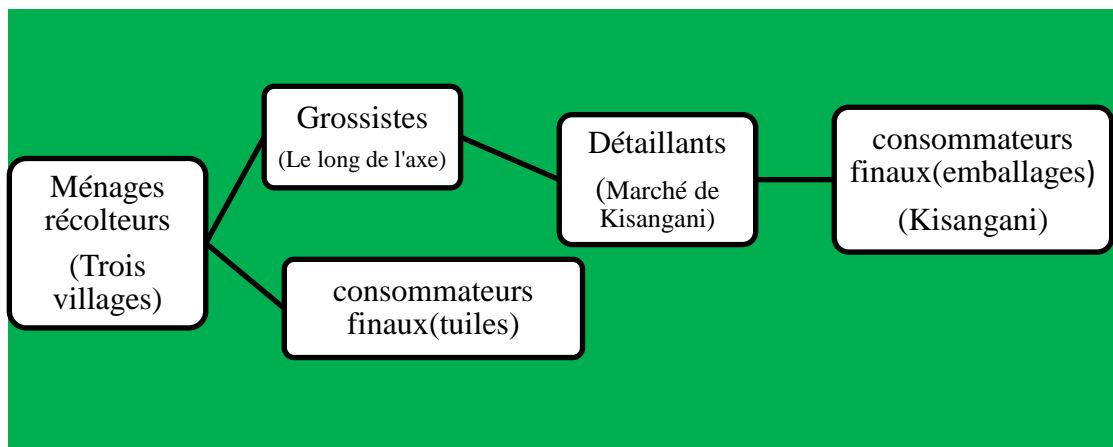 Ménages
récolteurs
(Trois
villages)
Grossistes
(Le long de l'axe)
Détaillants
(Marché de
Kisangani)
consommateurs
finaux(emballages)
(Kisangani)
consommateurs
finaux(tuiles)